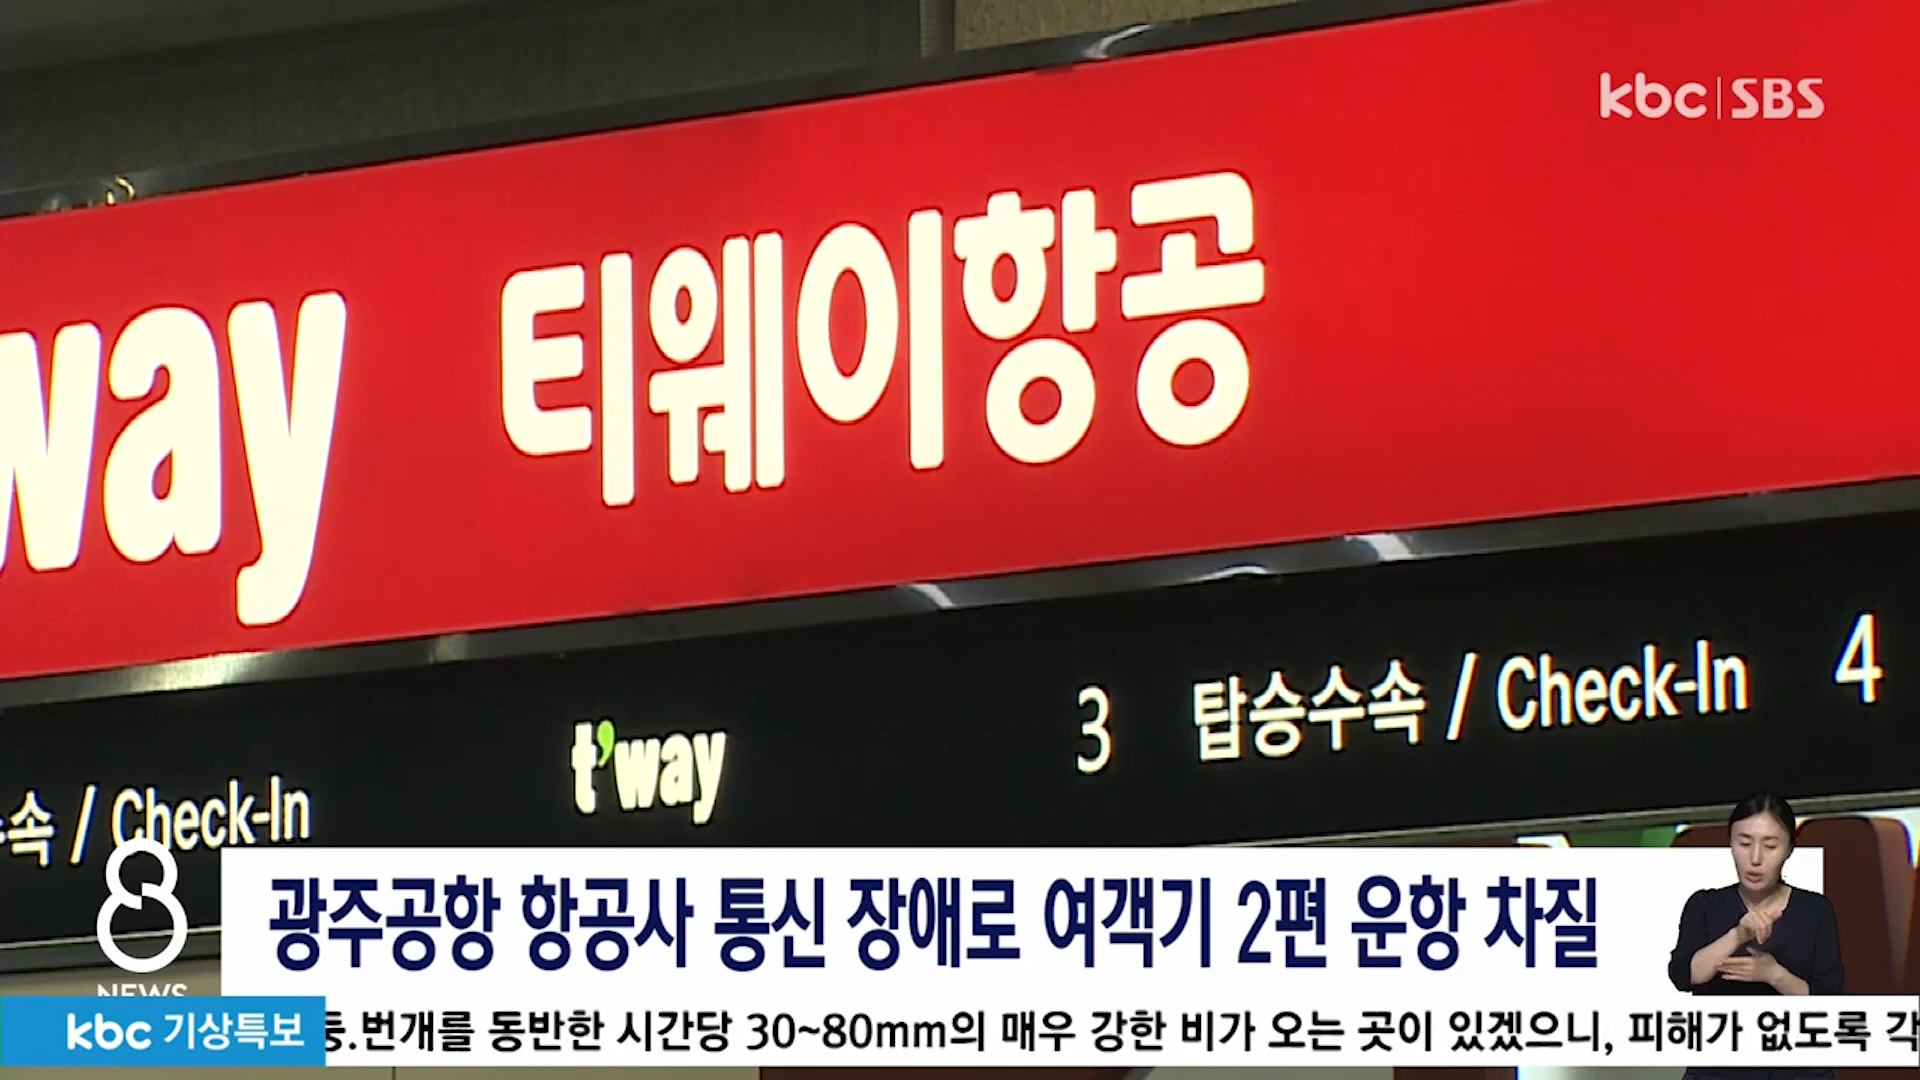 kbc SBS
way 티웨이항공
속 / Check-In t'way 3 탑승수속 / Check-In 4
8 NEWS
광주공항 항공사 통신 장애로 여객기 2편 운항 차질
kbc 기상특보
둥.번개를 동반한 시간당 30~80mm의 매우 강한 비가 오는 곳이 있겠으니, 피해가 없도록 각